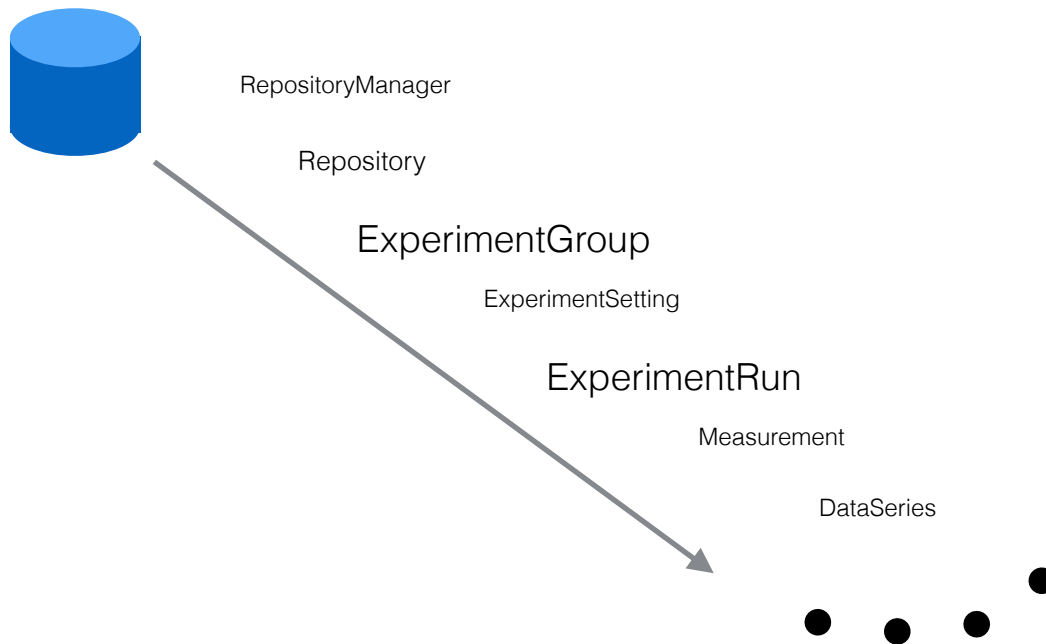 RepositoryManager
Repository
ExperimentGroup
ExperimentSetting
ExperimentRun
Measurement
DataSeries